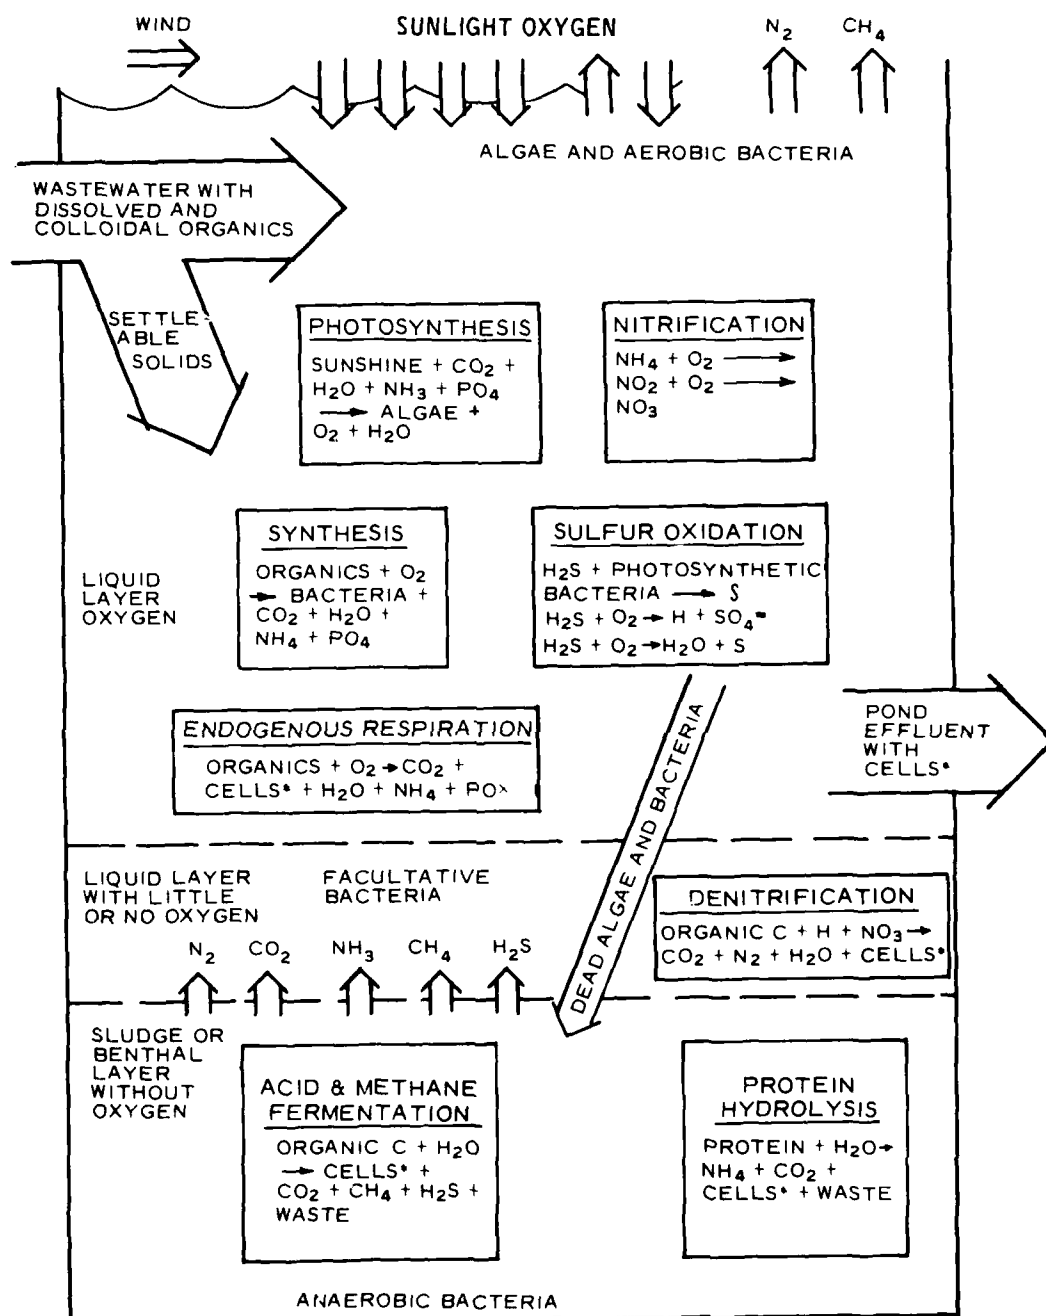 WIND
SUNLIGHT OXYGEN
N₂
CH₄
ALGAE AND AEROBIC BACTERIA
WASTEWATER WITH
DISSOLVED AND
COLLOIDAL ORGANICS
SETTLE-
ABLE
SOLIDS
PHOTOSYNTHESIS
SUNSHINE + CO₂ +
H₂O + NH₃ + PO₄
→ ALGAE +
O₂ + H₂O
NITRIFICATION
NH₄ + O₂ →
NO₂ + O₂ →
NO₃
LIQUID
LAYER
OXYGEN
SYNTHESIS
ORGANICS + O₂
→ BACTERIA +
CO₂ + H₂O +
NH₄ + PO₄
SULFUR OXIDATION
H₂S + PHOTOSYNTHETIC
BACTERIA → S
H₂S + O₂ → H + SO₄⁼
H₂S + O₂ → H₂O + S
ENDOGENOUS RESPIRATION
ORGANICS + O₂ → CO₂ +
CELLS* + H₂O + NH₄ + POx
POND
EFFLUENT
WITH
CELLS*
DEAD ALGAE AND BACTERIA
LIQUID LAYER
WITH LITTLE
OR NO OXYGEN
FACULTATIVE
BACTERIA
DENITRIFICATION
ORGANIC C + H + NO₃ →
CO₂ + N₂ + H₂O + CELLS*
N₂
CO₂
NH₃
CH₄
H₂S
SLUDGE OR
BENTHAL
LAYER
WITHOUT
OXYGEN
ACID & METHANE
FERMENTATION
ORGANIC C + H₂O
→ CELLS* +
CO₂ + CH₄ + H₂S +
WASTE
PROTEIN
HYDROLYSIS
PROTEIN + H₂O →
NH₄ + CO₂ +
CELLS* + WASTE
ANAEROBIC BACTERIA